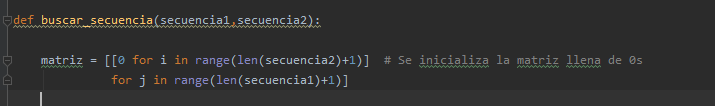 def buscar_secuencia(secuencia1,secuencia2):
matriz = [[0 for i in range(len(secuencia2)+1)]  # Se inicializa la matriz llena de 0s
for j in range(len(secuencia1)+1)]